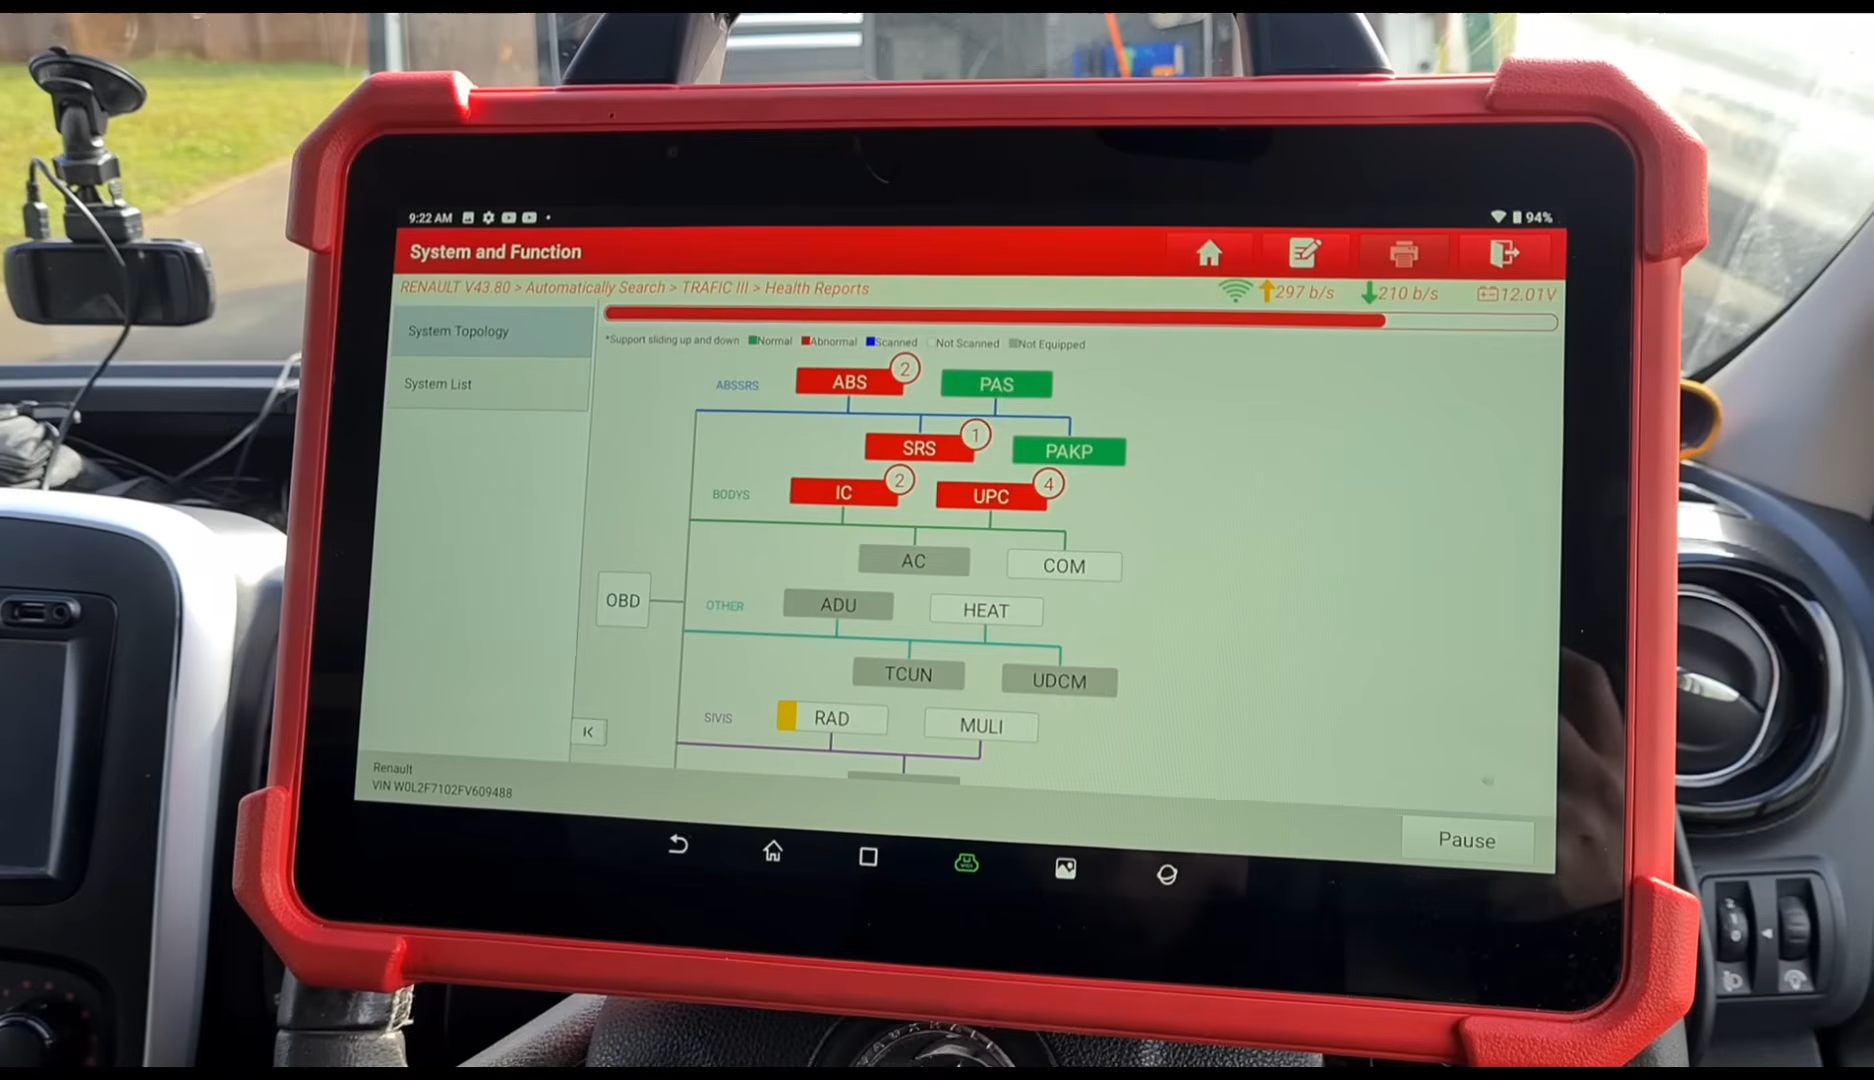 9:22 AM
94%
System and Function
RENAULT V43.80 > Automatically Search > TRAFIC III > Health Reports
297 b/s
210 b/s
12.01V
System Topology
System List
*Support sliding up and down
Normal
Abnormal
Scanned
Not Scanned
Not Equipped
ABSSRS
ABS
2
PAS
SRS
1
PAKP
BODYS
IC
2
UPC
4
AC
COM
OBD
OTHER
ADU
HEAT
TCUN
UDCM
SIVIS
RAD
MULI
Renault
VIN W0L2F7102FV609488
Pause